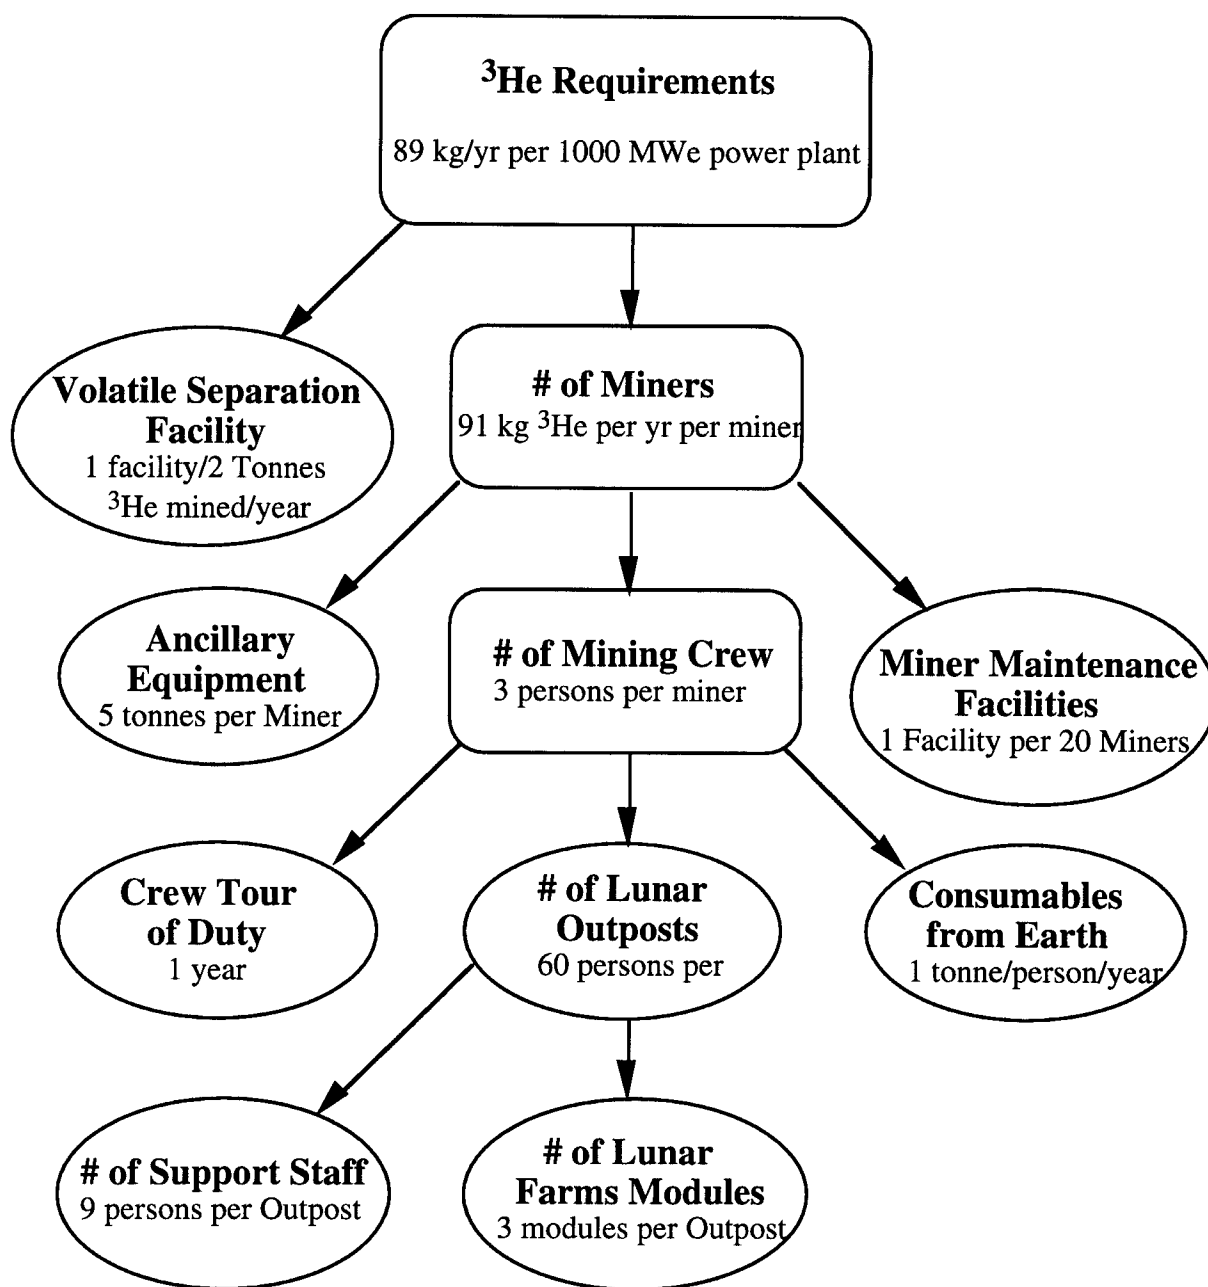 ³He Requirements
89 kg/yr per 1000 MWe power plant
Volatile Separation
Facility
1 facility/2 Tonnes
³He mined/year
# of Miners
91 kg ³He per yr per miner
Ancillary
Equipment
5 tonnes per Miner
# of Mining Crew
3 persons per miner
Miner Maintenance
Facilities
1 Facility per 20 Miners
Crew Tour
of Duty
1 year
# of Lunar
Outposts
60 persons per
Consumables
from Earth
1 tonne/person/year
# of Support Staff
9 persons per Outpost
# of Lunar
Farms Modules
3 modules per Outpost